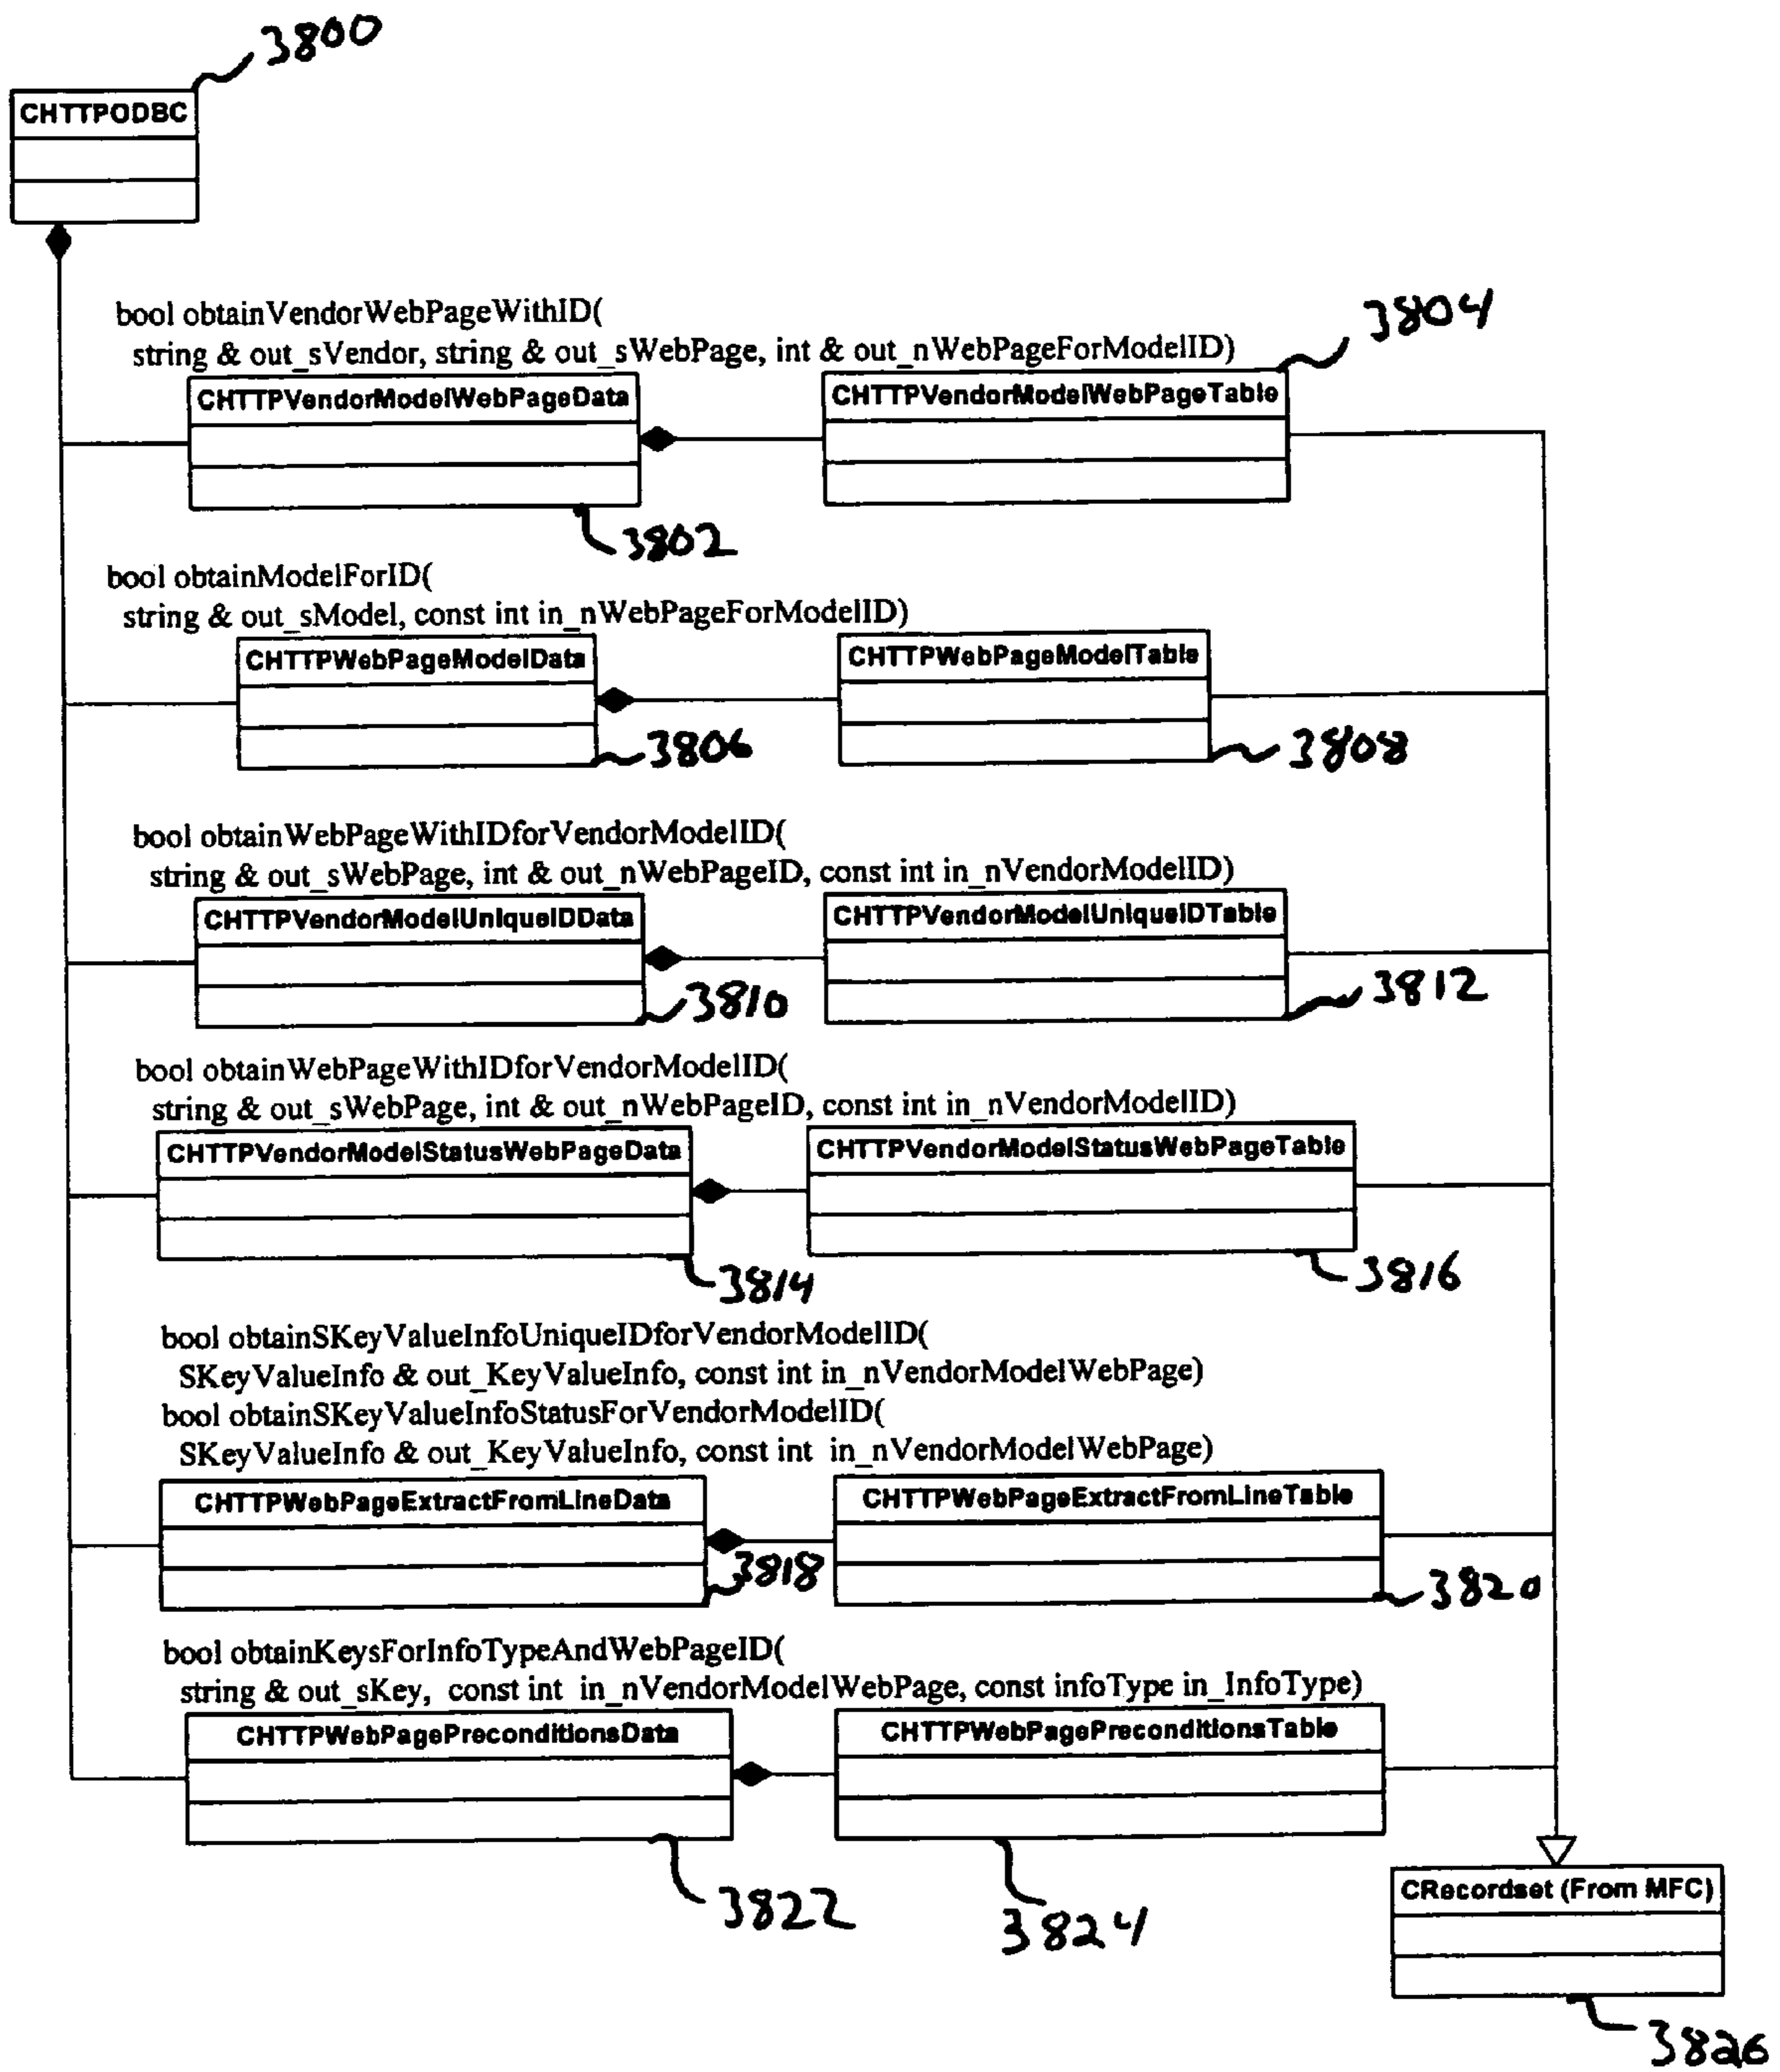 3800
CHTTPODBC
bool obtainVendorWebPageWithID(
string & out_sVendor, string & out_sWebPage, int & out_nWebPageForModelID)
3804
CHTTPVendorModelWebPageData
CHTTPVendorModelWebPageTable
3802
bool obtainModelForID(
string & out_sModel, const int in_nWebPageForModelID)
CHTTPWebPageModelData
CHTTPWebPageModelTable
3806
3808
bool obtainWebPageWithIDforVendorModelID(
string & out_sWebPage, int & out_nWebPageID, const int in_nVendorModelID)
CHTTPVendorModelUniqueIDData
CHTTPVendorModelUniqueIDTable
3810
3812
bool obtainWebPageWithIDforVendorModelID(
string & out_sWebPage, int & out_nWebPageID, const int in_nVendorModelID)
CHTTPVendorModelStatusWebPageData
CHTTPVendorModelStatusWebPageTable
3814
3816
bool obtainSKeyValueInfoUniqueIDforVendorModelID(
SKeyValueInfo & out_KeyValueInfo, const int in_nVendorModelWebPage)
bool obtainSKeyValueInfoStatusForVendorModelID(
SKeyValueInfo & out_KeyValueInfo, const int in_nVendorModelWebPage)
CHTTPWebPageExtractFromLineData
CHTTPWebPageExtractFromLineTable
3818
3820
bool obtainKeysForInfoTypeAndWebPageID(
string & out_sKey, const int in_nVendorModelWebPage, const infoType in_InfoType)
CHTTPWebPagePreconditionsData
CHTTPWebPagePreconditionsTable
3822
3824
CRecordset (From MFC)
3826